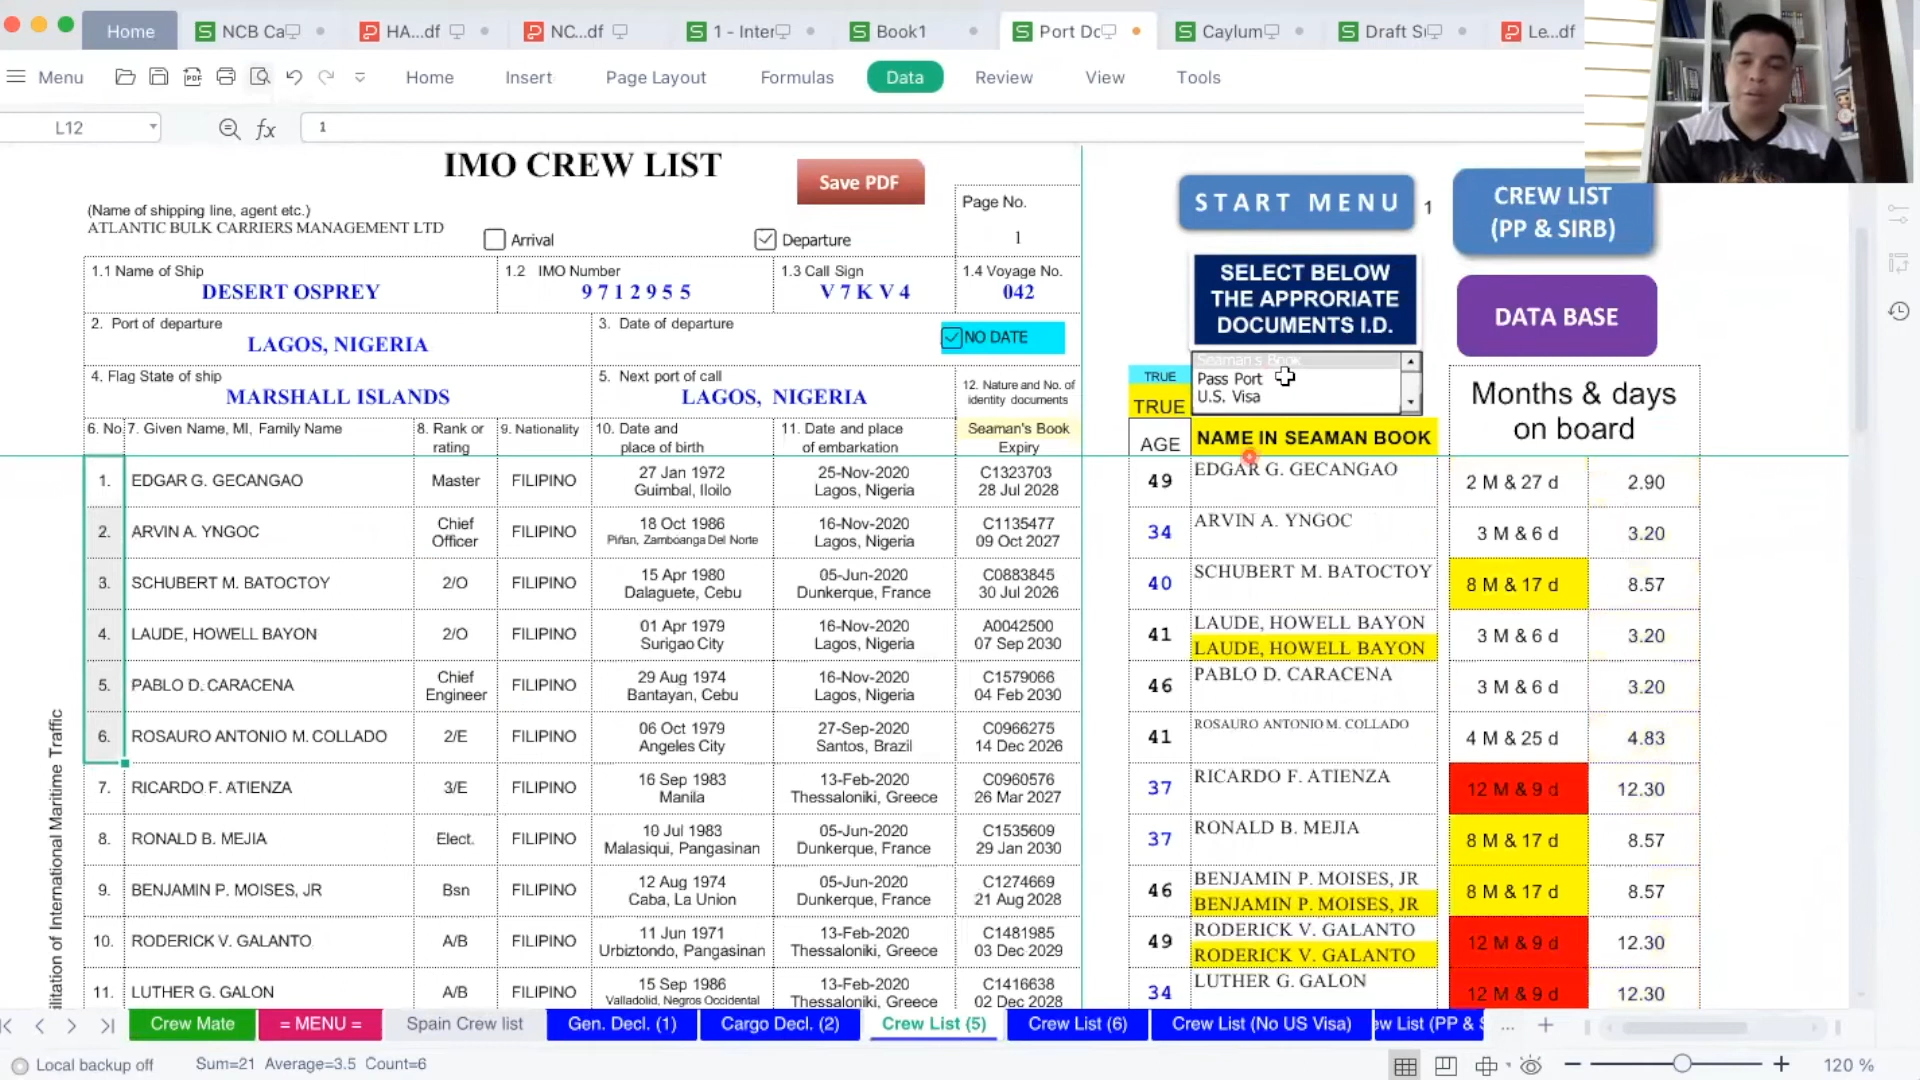 Home
NCB Ca
HA...df
NC...df
1 - Inter
Book1
Port Do
Caylum
Draft S
Le...df
Menu
Home
Insert
Page Layout
Formulas
Data
Review
View
Tools
L12
fx
1
IMO CREW LIST
Save PDF
(Name of shipping line, agent etc.)
ATLANTIC BULK CARRIERS MANAGEMENT LTD
Arrival
Departure
Page No.
1
1.1 Name of Ship
DESERT OSPREY
1.2 IMO Number
9 7 1 2 9 5 5
1.3 Call Sign
V 7 K V 4
1.4 Voyage No.
042
2. Port of departure
LAGOS, NIGERIA
3. Date of departure
NO DATE
4. Flag State of ship
MARSHALL ISLANDS
5. Next port of call
LAGOS, NIGERIA
12. Nature and No. of
identity documents
6. No
7. Given Name, MI, Family Name
8. Rank or
rating
9. Nationality
10. Date and
place of birth
11. Date and place
of embarkation
Seaman's Book
Expiry
1. EDGAR G. GECANGAO Master FILIPINO 27 Jan 1972 25-Nov-2020 C1323703
Guimbal, Iloilo Lagos, Nigeria 28 Jul 2028
2. ARVIN A. YNGOC Chief FILIPINO 18 Oct 1986 16-Nov-2020 C1135477
Officer Piñan, Zamboanga Del Norte Lagos, Nigeria 09 Oct 2027
3. SCHUBERT M. BATOCTOY 2/O FILIPINO 15 Apr 1980 05-Jun-2020 C0883845
Dalaguete, Cebu Dunkerque, France 30 Jul 2026
4. LAUDE, HOWELL BAYON 2/O FILIPINO 01 Apr 1979 16-Nov-2020 A0042500
Surigao City Lagos, Nigeria 07 Sep 2030
5. PABLO D. CARACENA Chief FILIPINO 29 Aug 1974 16-Nov-2020 C1579066
Engineer Bantayan, Cebu Lagos, Nigeria 04 Feb 2030
6. ROSAURO ANTONIO M. COLLADO 2/E FILIPINO 06 Oct 1979 27-Sep-2020 C0966275
Angeles City Santos, Brazil 14 Dec 2026
7. RICARDO F. ATIENZA 3/E FILIPINO 16 Sep 1983 13-Feb-2020 C0960576
Manila Thessaloniki, Greece 26 Mar 2027
8. RONALD B. MEJIA Elect. FILIPINO 10 Jul 1983 05-Jun-2020 C1535609
Malasiqui, Pangasinan Dunkerque, France 29 Jan 2030
9. BENJAMIN P. MOISES, JR Bsn FILIPINO 12 Aug 1974 05-Jun-2020 C1274669
Caba, La Union Dunkerque, France 21 Aug 2028
10. RODERICK V. GALANTO A/B FILIPINO 11 Jun 1971 13-Feb-2020 C1481985
Urbiztondo, Pangasinan Thessaloniki, Greece 03 Dec 2029
11. LUTHER G. GALON A/B FILIPINO 15 Sep 1986 13-Feb-2020 C1416638
Valladolid, Negros Occidental Thessaloniki, Greece 02 Dec 2028
ilitation of International Maritime Traffic
START MENU
1
CREW LIST
(PP & SIRB)
SELECT BELOW
THE APPRORIATE
DOCUMENTS I.D.
DATA BASE
Seaman's Book
Pass Port
U.S. Visa
TRUE
TRUE
AGE
NAME IN SEAMAN BOOK
Months & days
on board
49 EDGAR G. GECANGAO 2 M & 27 d 2.90
34 ARVIN A. YNGOC 3 M & 6 d 3.20
40 SCHUBERT M. BATOCTOY 8 M & 17 d 8.57
41 LAUDE, HOWELL BAYON 3 M & 6 d 3.20
LAUDE, HOWELL BAYON
46 PABLO D. CARACENA 3 M & 6 d 3.20
41 ROSAURO ANTONIO M. COLLADO 4 M & 25 d 4.83
37 RICARDO F. ATIENZA 12 M & 9 d 12.30
37 RONALD B. MEJIA 8 M & 17 d 8.57
46 BENJAMIN P. MOISES, JR 8 M & 17 d 8.57
BENJAMIN P. MOISES, JR
49 RODERICK V. GALANTO 12 M & 9 d 12.30
RODERICK V. GALANTO
34 LUTHER G. GALON 12 M & 9 d 12.30
Crew Mate
= MENU =
Spain Crew list
Gen. Decl. (1)
Cargo Decl. (2)
Crew List (5)
Crew List (6)
Crew List (No US Visa)
ew List (PP & S
...
Local backup off
Sum=21 Average=3.5 Count=6
120 %